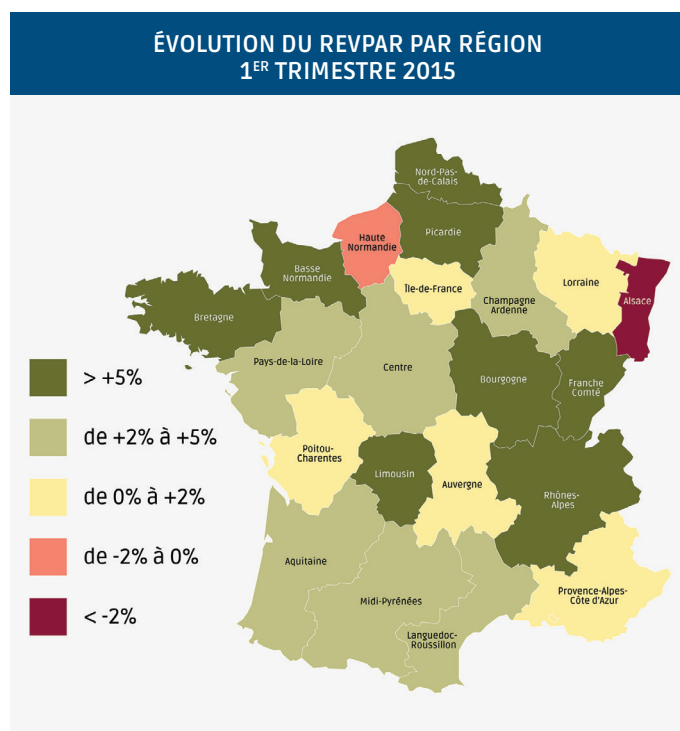 ÉVOLUTION DU REVPAR PAR RÉGION
1ER TRIMESTRE 2015
Nord-Pas-
de-Calais
Picardie
Haute
Normandie
Basse
Normandie
Île-de-France
Champagne
Ardenne
Lorraine
Alsace
Bretagne
Pays-de-la-Loire
Centre
Bourgogne
Franche
Comté
Poitou-
Charentes
Limousin
Auvergne
Rhônes-
Alpes
Aquitaine
Midi-Pyrénées
Languedoc-
Roussillon
Provence-Alpes-
Côte d'Azur
> +5%
de +2% à +5%
de 0% à +2%
de -2% à 0%
< -2%